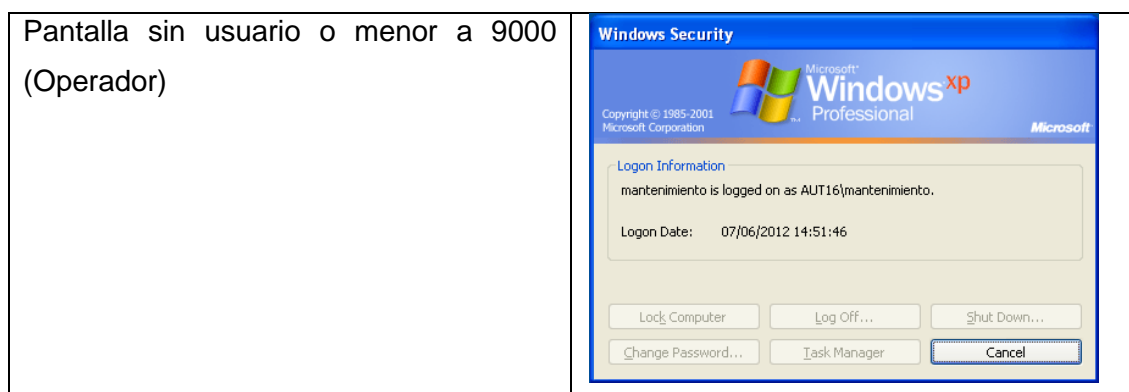 Pantalla sin usuario o menor a 9000
(Operador)
Windows Security
Microsoft
Windows xp
Professional
Copyright © 1985-2001
Microsoft Corporation
Microsoft
Logon Information
mantenimiento is logged on as AUT16\mantenimiento.
Logon Date: 07/06/2012 14:51:46
Lock Computer Log Off... Shut Down...
Change Password... Task Manager Cancel